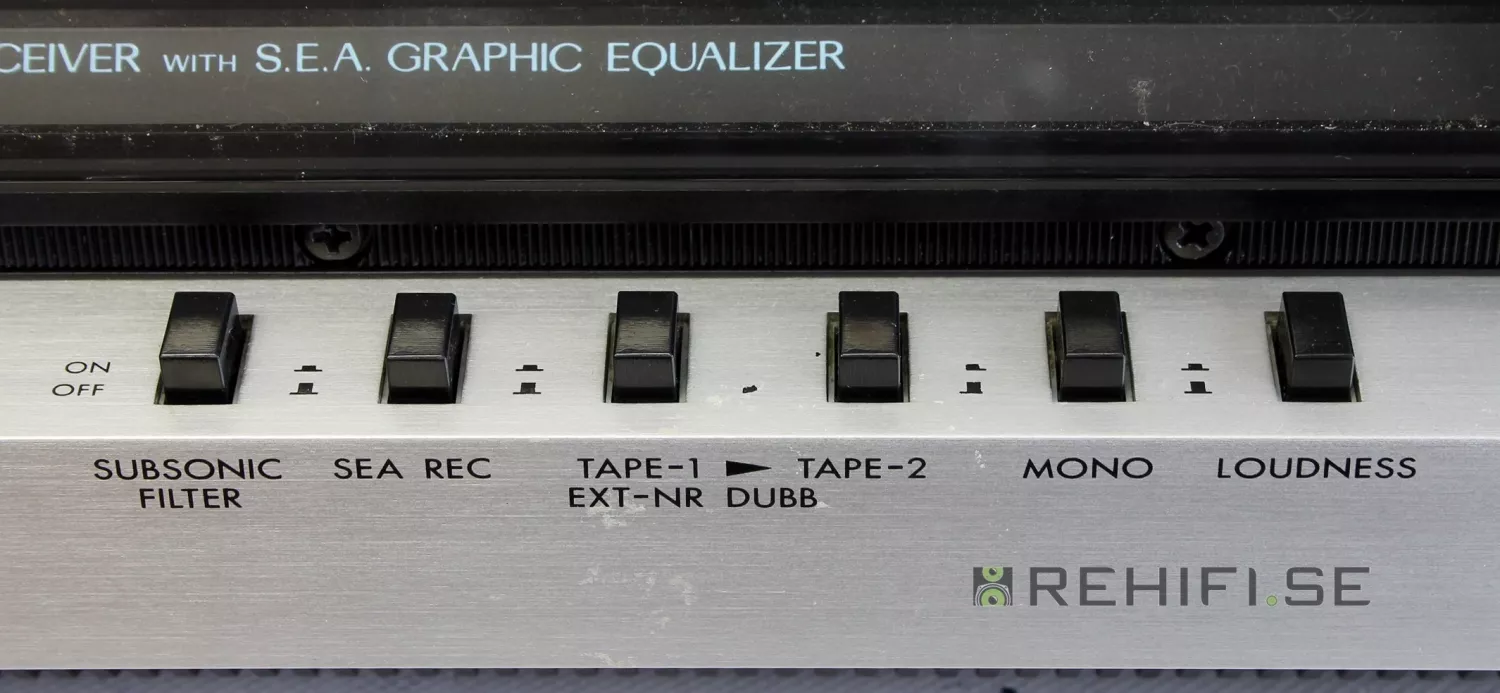 CEIVER WITH S.E.A. GRAPHIC EQUALIZER
ON
OFF
SUBSONIC
FILTER
SEA REC
TAPE-1 ► TAPE-2
EXT-NR DUBB
MONO
LOUDNESS
REHIFI.SE